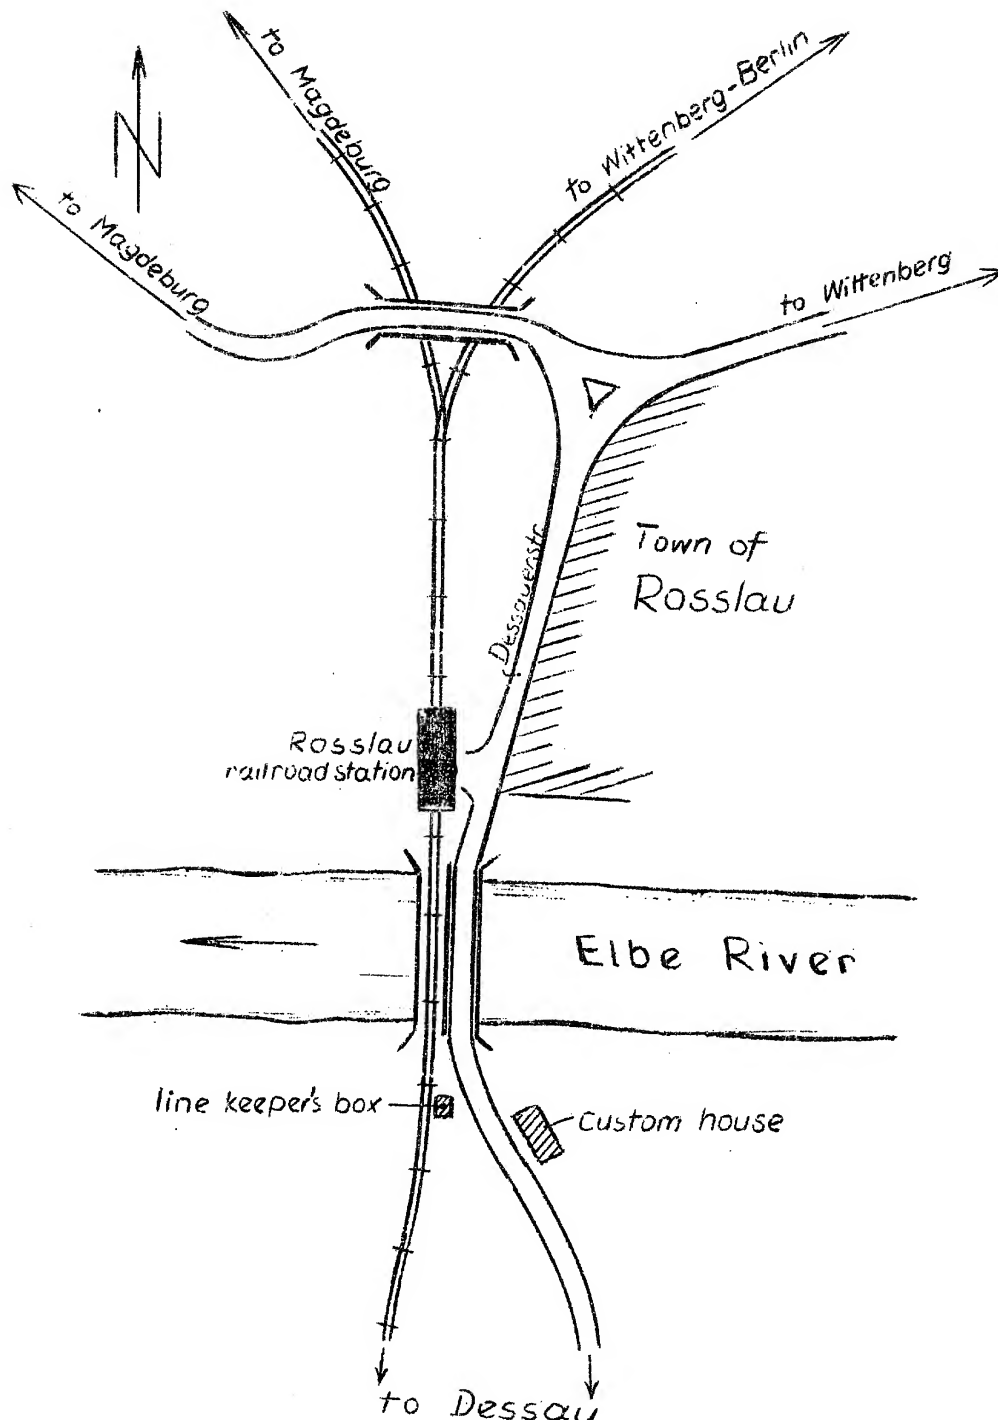 to Magdeburg
to Wittenberg-Berlin
N
to Magdeburg
to Wittenberg
Town of
Rosslau
Dessauerstr.
Rosslau
railroad station
Elbe River
line keeper's box
Custom house
to Dessau